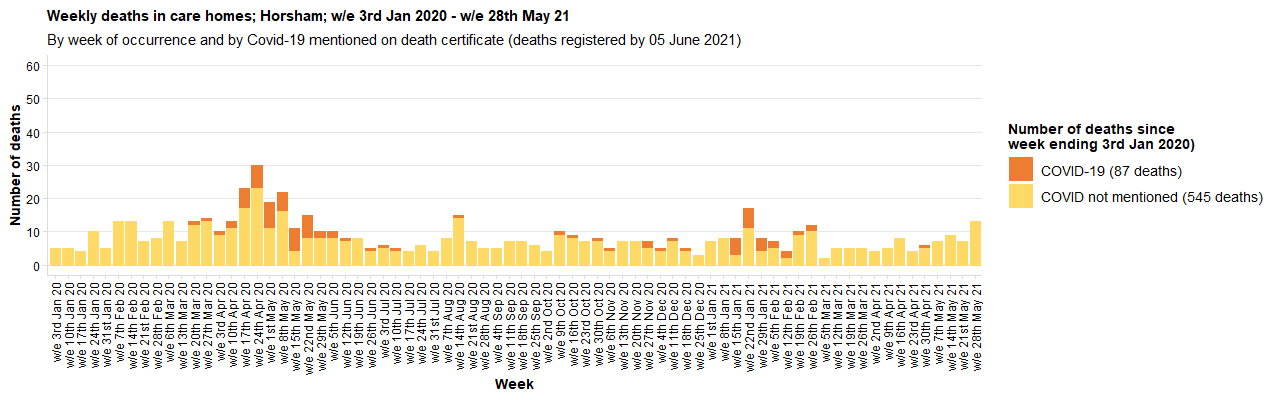 Weekly deaths in care homes; Horsham; w/e 3rd Jan 2020 - w/e 28th May 21
By week of occurrence and by Covid-19 mentioned on death certificate (deaths registered by 05 June 2021)
Number of deaths
60
50
40
30
20
10
0
w/e 3rd Jan 20
w/e 10th Jan 20
w/e 17th Jan 20
w/e 24th Jan 20
w/e 31st Jan 20
w/e 7th Feb 20
w/e 14th Feb 20
w/e 21st Feb 20
w/e 28th Feb 20
w/e 6th Mar 20
w/e 13th Mar 20
w/e 20th Mar 20
w/e 27th Mar 20
w/e 3rd Apr 20
w/e 10th Apr 20
w/e 17th Apr 20
w/e 24th Apr 20
w/e 1st May 20
w/e 8th May 20
w/e 15th May 20
w/e 22nd May 20
w/e 29th May 20
w/e 5th Jun 20
w/e 12th Jun 20
w/e 19th Jun 20
w/e 26th Jun 20
w/e 3rd Jul 20
w/e 10th Jul 20
w/e 17th Jul 20
w/e 24th Jul 20
w/e 31st Jul 20
w/e 7th Aug 20
w/e 14th Aug 20
w/e 21st Aug 20
w/e 28th Aug 20
w/e 4th Sep 20
w/e 11th Sep 20
w/e 18th Sep 20
w/e 25th Sep 20
w/e 2nd Oct 20
w/e 9th Oct 20
w/e 16th Oct 20
w/e 23rd Oct 20
w/e 30th Oct 20
w/e 6th Nov 20
w/e 13th Nov 20
w/e 20th Nov 20
w/e 27th Nov 20
w/e 4th Dec 20
w/e 11th Dec 20
w/e 18th Dec 20
w/e 25th Dec 20
w/e 1st Jan 21
w/e 8th Jan 21
w/e 15th Jan 21
w/e 22nd Jan 21
w/e 29th Jan 21
w/e 5th Feb 21
w/e 12th Feb 21
w/e 19th Feb 21
w/e 26th Feb 21
w/e 5th Mar 21
w/e 12th Mar 21
w/e 19th Mar 21
w/e 26th Mar 21
w/e 2nd Apr 21
w/e 9th Apr 21
w/e 16th Apr 21
w/e 23rd Apr 21
w/e 30th Apr 21
w/e 7th May 21
w/e 14th May 21
w/e 21st May 21
w/e 28th May 21
Week
Number of deaths since
week ending 3rd Jan 2020)
COVID-19 (87 deaths)
COVID not mentioned (545 deaths)